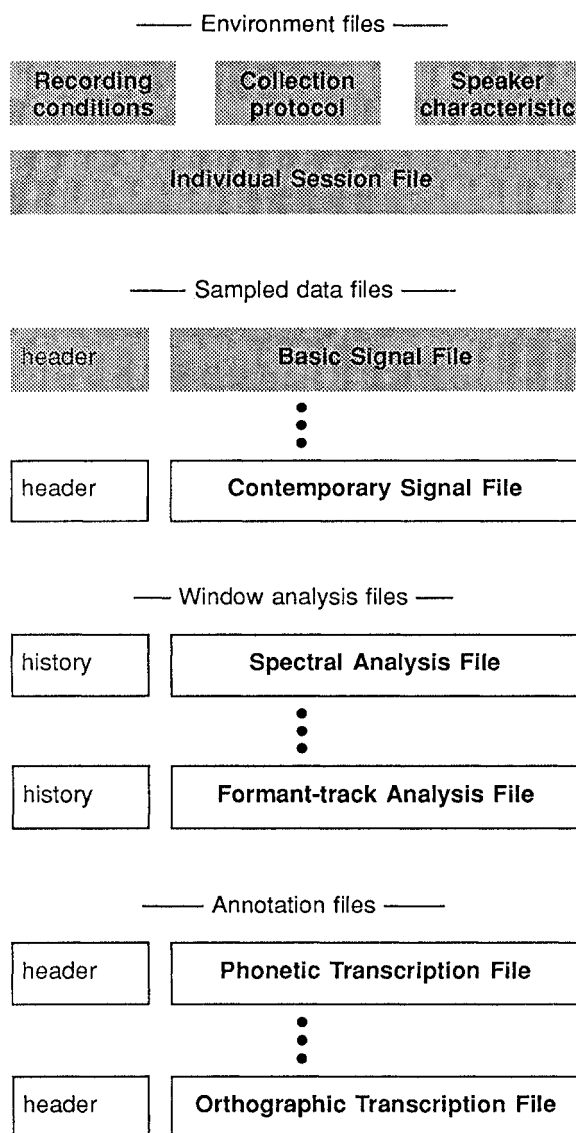 Environment files
Recording conditions
Collection protocol
Speaker characteristic
Individual Session File
Sampled data files
header
Basic Signal File
header
Contemporary Signal File
Window analysis files
history
Spectral Analysis File
history
Formant-track Analysis File
Annotation files
header
Phonetic Transcription File
header
Orthographic Transcription File